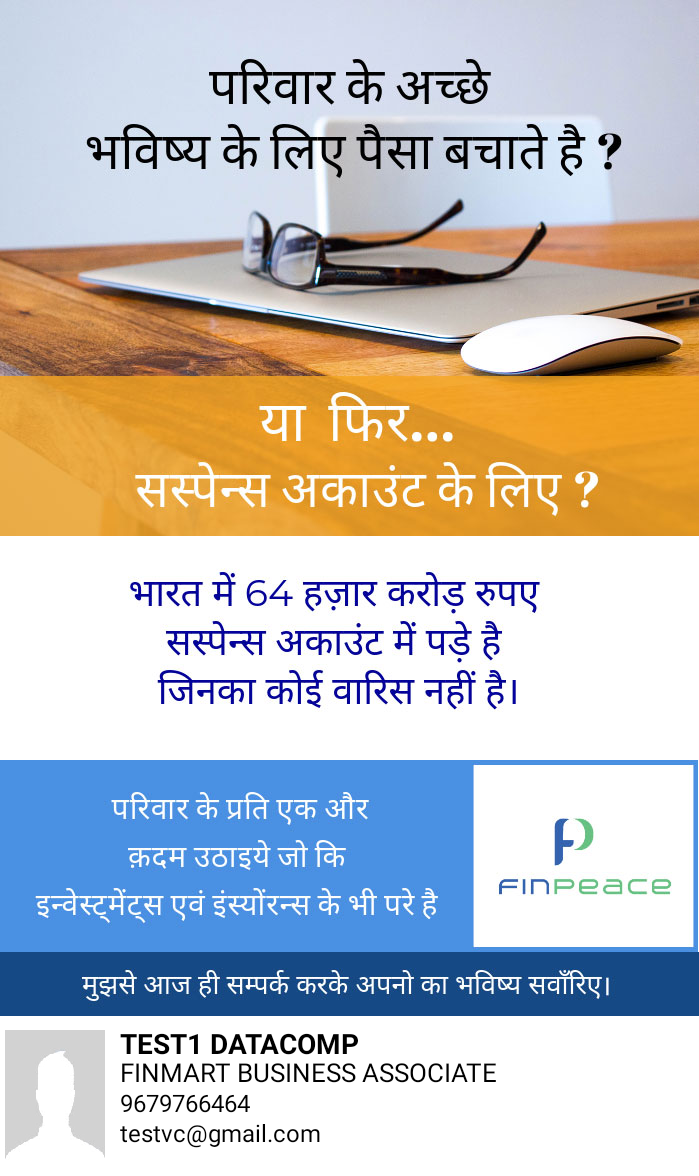 परिवार के अच्छे
भविष्य के लिए पैसा बचाते है ?
या फिर...
सस्पेन्स अकाउंट के लिए ?
भारत में 64 हज़ार करोड़ रुपए
सस्पेन्स अकाउंट में पड़े है
जिनका कोई वारिस नहीं है।
परिवार के प्रति एक और
क़दम उठाइये जो कि
इन्वेस्ट्मेंट्स एवं इंस्योंरन्स के भी परे है
FINPEACE
मुझसे आज ही सम्पर्क करके अपनो का भविष्य सवाँरिए।
TEST1 DATACOMP
FINMART BUSINESS ASSOCIATE
9679766464
testvc@gmail.com